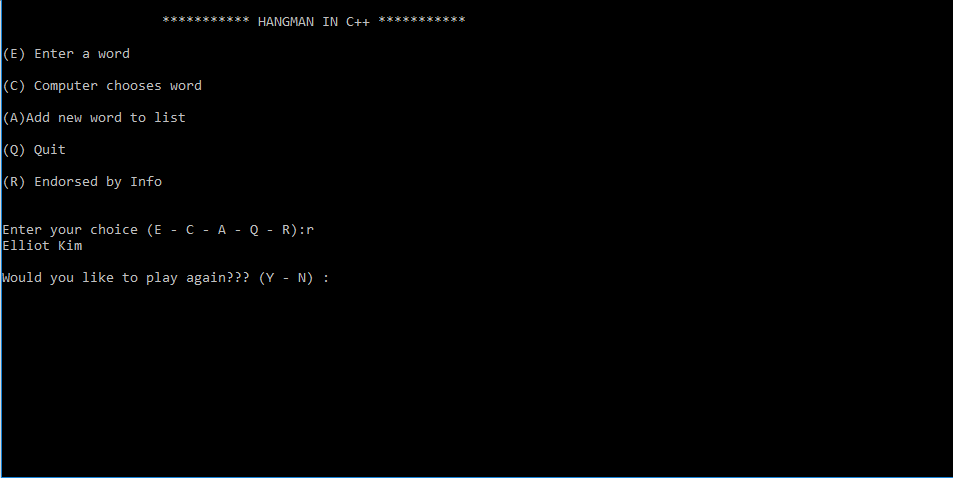 *********** HANGMAN IN C++ ***********
(E) Enter a word
(C) Computer chooses word
(A)Add new word to list
(Q) Quit
(R) Endorsed by Info
Enter your choice (E - C - A - Q - R):r
Elliot Kim
Would you like to play again??? (Y - N) :